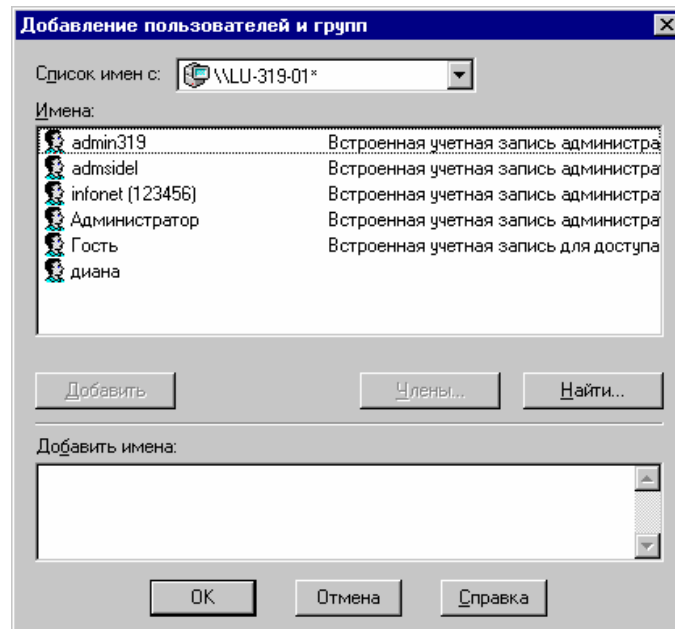 Добавление пользователей и групп
Список имен с: \\LU-319-01*
Имена:
admin319 Встроенная учетная запись администра
admsidel Встроенная учетная запись администра
infonet (123456) Встроенная учетная запись администра
Администратор Встроенная учетная запись администра
Гость Встроенная учетная запись для доступа
диана
Добавить Члены... Найти...
Добавить имена:
OK Отмена Справка